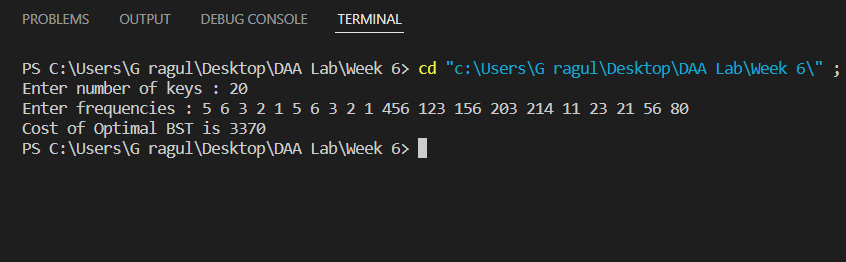 PROBLEMS OUTPUT DEBUG CONSOLE TERMINAL
PS C:\Users\G ragul\Desktop\DAA Lab\Week 6> cd "c:\Users\G ragul\Desktop\DAA Lab\Week 6\" ;
Enter number of keys : 20
Enter frequencies : 5 6 3 2 1 5 6 3 2 1 456 123 156 203 214 11 23 21 56 80
Cost of Optimal BST is 3370
PS C:\Users\G ragul\Desktop\DAA Lab\Week 6>